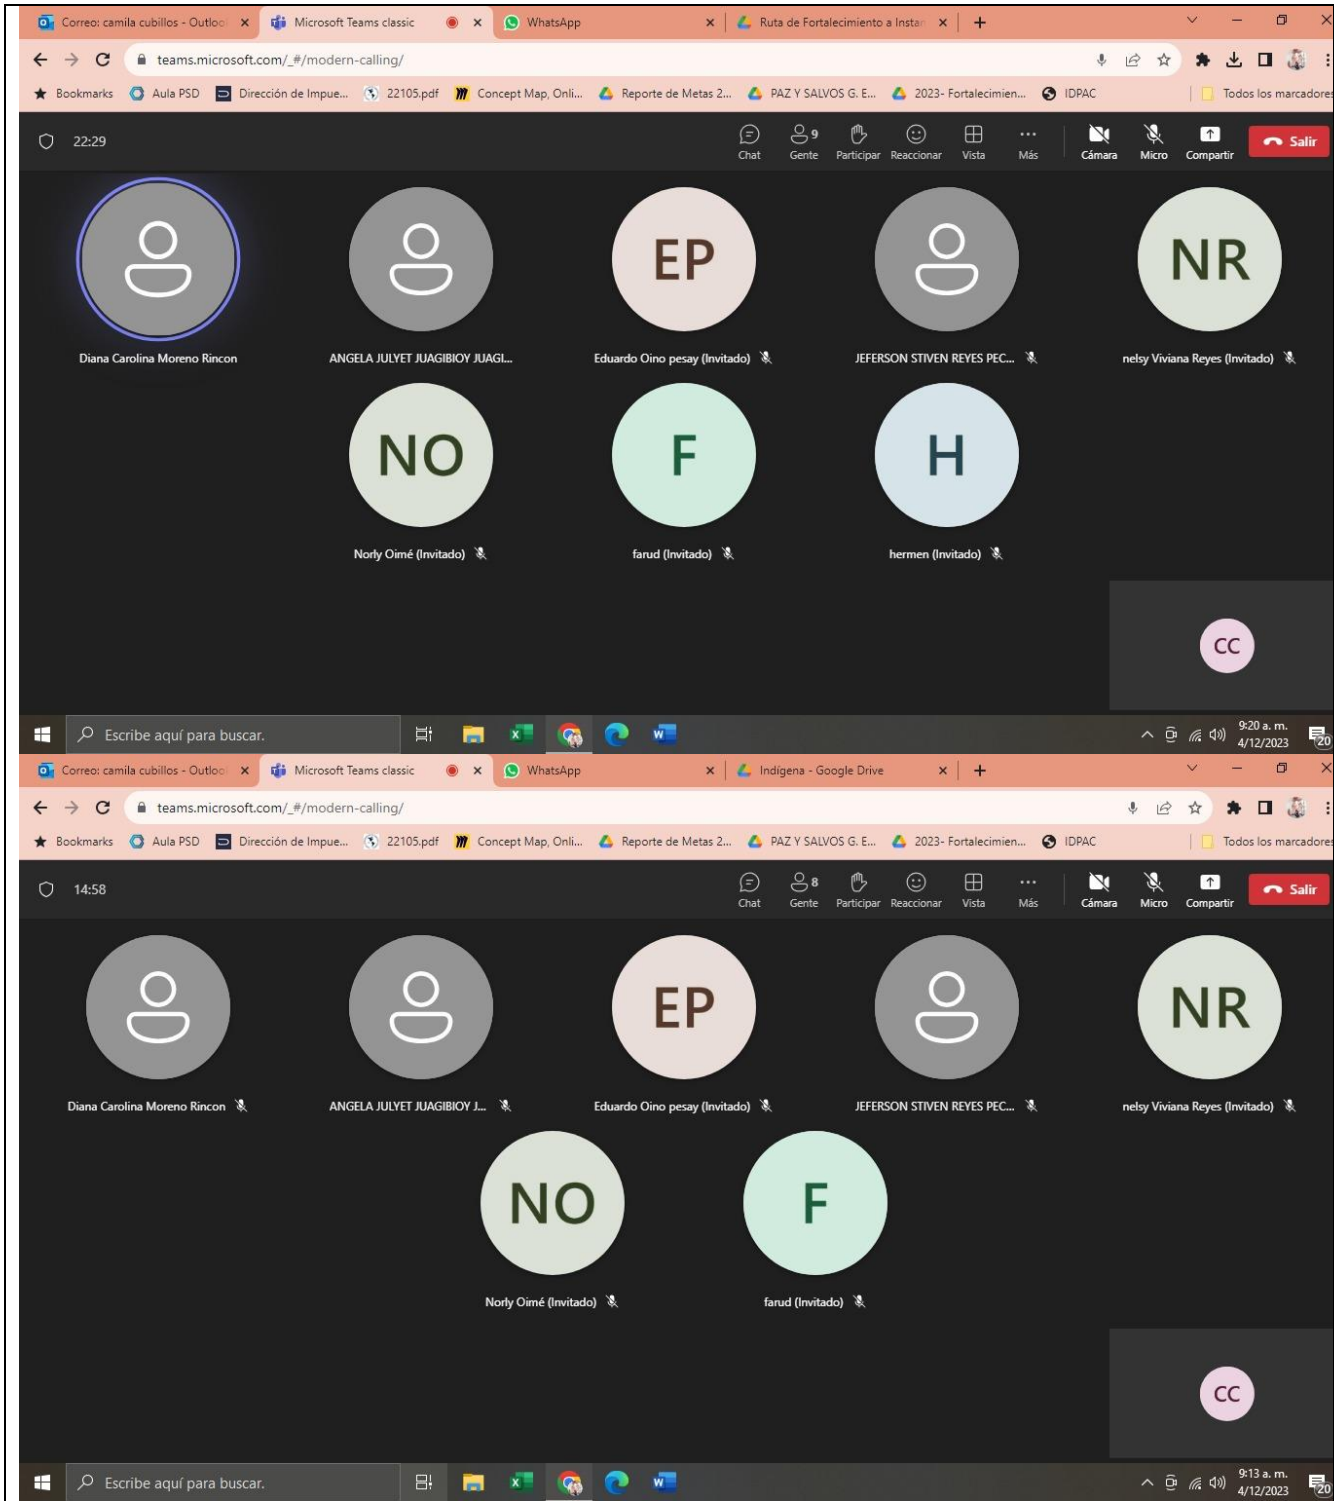 Correo: camila cubillos - Outloo
Microsoft Teams classic
WhatsApp
Ruta de Fortalecimiento a Instan
teams.microsoft.com/_#/modern-calling/
Bookmarks Aula PSD Dirección de Impue... 22105.pdf Concept Map, Onli... Reporte de Metas 2... PAZ Y SALVOS G. E... 2023- Fortalecimien... IDPAC Todos los marcadores
22:29
9
Chat Gente Participar Reaccionar Vista Más Cámara Micro Compartir Salir
EP NR
Diana Carolina Moreno Rincon ANGELA JULYET JUAGIBIOY JUAGI... Eduardo Oino pesay (Invitado) JEFERSON STIVEN REYES PEC... nelsy Viviana Reyes (Invitado)
NO F H
Norly Oimé (Invitado) farud (Invitado) hermen (Invitado)
CC
Escribe aquí para buscar.
9:20 a. m.
4/12/2023
20
Correo: camila cubillos - Outloo
Microsoft Teams classic
WhatsApp
Indígena - Google Drive
teams.microsoft.com/_#/modern-calling/
Bookmarks Aula PSD Dirección de Impue... 22105.pdf Concept Map, Onli... Reporte de Metas 2... PAZ Y SALVOS G. E... 2023- Fortalecimien... IDPAC Todos los marcadores
14:58
8
Chat Gente Participar Reaccionar Vista Más Cámara Micro Compartir Salir
EP NR
Diana Carolina Moreno Rincon ANGELA JULYET JUAGIBIOY J... Eduardo Oino pesay (Invitado) JEFERSON STIVEN REYES PEC... nelsy Viviana Reyes (Invitado)
NO F
Norly Oimé (Invitado) farud (Invitado)
CC
Escribe aquí para buscar.
9:13 a. m.
4/12/2023
20